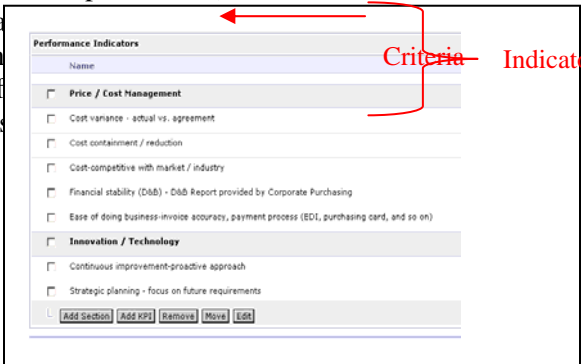 Performance Indicators
Name
Criteria
Indicat
Price / Cost Management
Cost variance - actual vs. agreement
Cost containment / reduction
Cost-competitive with market / industry
Financial stability (D&B) - D&B Report provided by Corporate Purchasing
Ease of doing business-invoice accuracy, payment process (EDI, purchasing card, and so on)
Innovation / Technology
Continuous improvement-proactive approach
Strategic planning - focus on future requirements
Add Section Add KPI Remove Move Edit